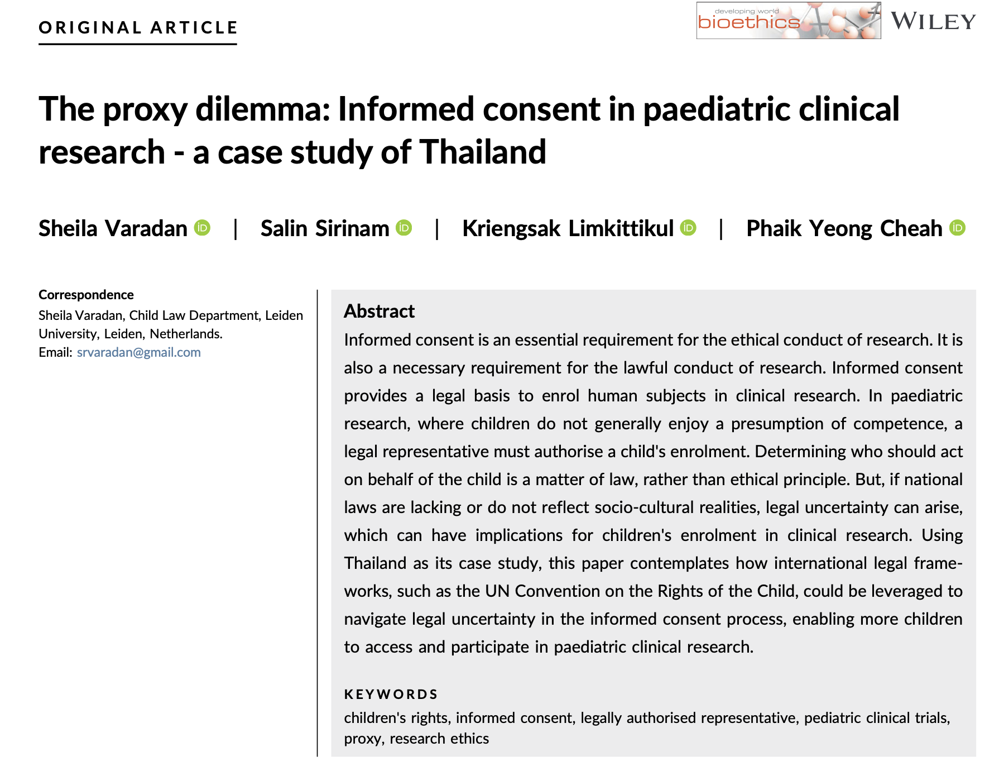 ORIGINAL ARTICLE
developing world
bioethics
WILEY
The proxy dilemma: Informed consent in paediatric clinical
research - a case study of Thailand
Sheila Varadan iD | Salin Sirinam iD | Kriengsak Limkittikul iD | Phaik Yeong Cheah iD
Correspondence
Sheila Varadan, Child Law Department, Leiden
University, Leiden, Netherlands.
Email: srvaradan@gmail.com
Abstract
Informed consent is an essential requirement for the ethical conduct of research. It is
also a necessary requirement for the lawful conduct of research. Informed consent
provides a legal basis to enrol human subjects in clinical research. In paediatric
research, where children do not generally enjoy a presumption of competence, a
legal representative must authorise a child's enrolment. Determining who should act
on behalf of the child is a matter of law, rather than ethical principle. But, if national
laws are lacking or do not reflect socio-cultural realities, legal uncertainty can arise,
which can have implications for children's enrolment in clinical research. Using
Thailand as its case study, this paper contemplates how international legal frame-
works, such as the UN Convention on the Rights of the Child, could be leveraged to
navigate legal uncertainty in the informed consent process, enabling more children
to access and participate in paediatric clinical research.
KEYWORDS
children's rights, informed consent, legally authorised representative, pediatric clinical trials,
proxy, research ethics